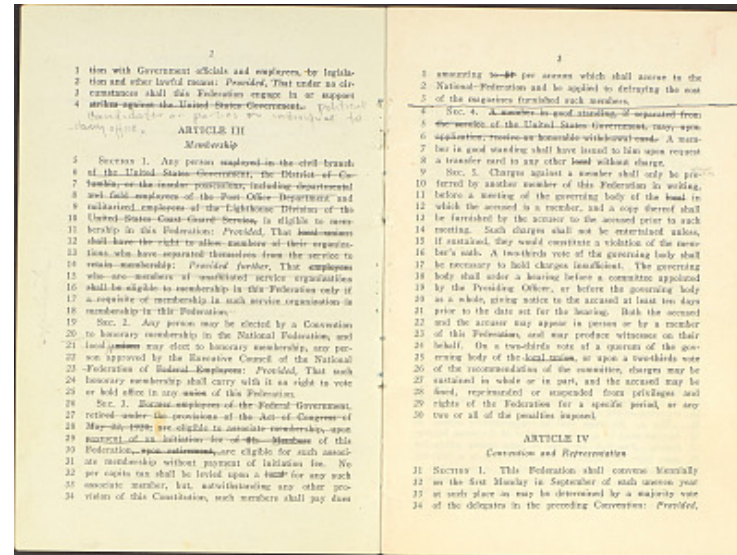 2
1 tion with Government officials and employees, by legisla-
2 tion and other lawful means: Provided, That under no cir-
3 cumstances shall this Federation engage in or support
4 strikes against the United States Government. political
candidates or parties or individual to
any office.
ARTICLE III
Membership
5 SECTION 1. Any person employed in the civil branch
6 of the United States Government, the District of Co-
7 lumbia, or the insular possessions, including departmental
8 and field employees of the Post Office Department and
9 militarized employees of the Lighthouse Division of the
10 United States Coast Guard Service, is eligible to mem-
11 bership in this Federation: Provided, That local unions
12 shall have the right to allow members of their organiza-
13 tions who have separated themselves from the service to
14 retain membership: Provided further, That employees
15 who are members of unaffiliated service organizations
16 shall be eligible to membership in this Federation only if
17 a requisite of membership in such service organization is
18 membership in this Federation.
19 SEC. 2. Any person may be elected by a Convention
20 to honorary membership in the National Federation, and
21 local unions may elect to honorary membership, any per-
22 son approved by the Executive Council of the National
23 Federation of Federal Employees: Provided, That such
24 honorary membership shall carry with it no right to vote
25 or hold office in any union of this Federation.
26 SEC. 3. Former employees of the Federal Government,
27 retired under the provisions of the Act of Congress of
28 May 22, 1920, are eligible to associate membership, upon
29 payment of an initiation fee of $1. Members of this
30 Federation, upon retirement, are eligible for such associ-
31 ate membership without payment of initiation fee. No
32 per capita tax shall be levied upon a local for any such
33 associate member, but, notwithstanding any other pro-
34 vision of this Constitution, such members shall pay dues
3
1 amounting to $1 per annum which shall accrue to the
2 National Federation and be applied to defraying the cost
3 of the magazines furnished such members.
4 SEC. 4. A member in good standing, if separated from
5 the service of the United States Government, may, upon
6 application, receive an honorable withdrawal card. A mem-
7 ber in good standing shall have issued to him upon request
8 a transfer card to any other local without charge.
9 SEC. 5. Charges against a member shall only be pre-
10 ferred by another member of this Federation in writing,
11 before a meeting of the governing body of the local in
12 which the accused is a member, and a copy thereof shall
13 be furnished by the accuser to the accused prior to such
14 meeting. Such charges shall not be entertained unless,
15 if sustained, they would constitute a violation of the mem-
16 ber's oath. A two-thirds vote of the governing body shall
17 be necessary to hold charges insufficient. The governing
18 body shall order a hearing before a committee appointed
19 by the Presiding Officer, or before the governing body
20 as a whole, giving notice to the accused at least ten days
21 prior to the date set for the hearing. Both the accused
22 and the accuser may appear in person or by a member
23 of this Federation, and may produce witnesses on their
24 behalf. On a two-thirds vote of a quorum of the gov-
25 erning body of the local union, or upon a two-thirds vote
26 of the recommendation of the committee, charges may be
27 sustained in whole or in part, and the accused may be
28 fined, reprimanded or suspended from privileges and
29 rights of the Federation for a specific period, or any
30 two or all of the penalties imposed.
ARTICLE IV
Convention and Representation
31 SECTION 1. This Federation shall convene biennially
32 on the first Monday in September of each uneven year
33 at such place as may be determined by a majority vote
34 of the delegates in the preceding Convention: Provided,